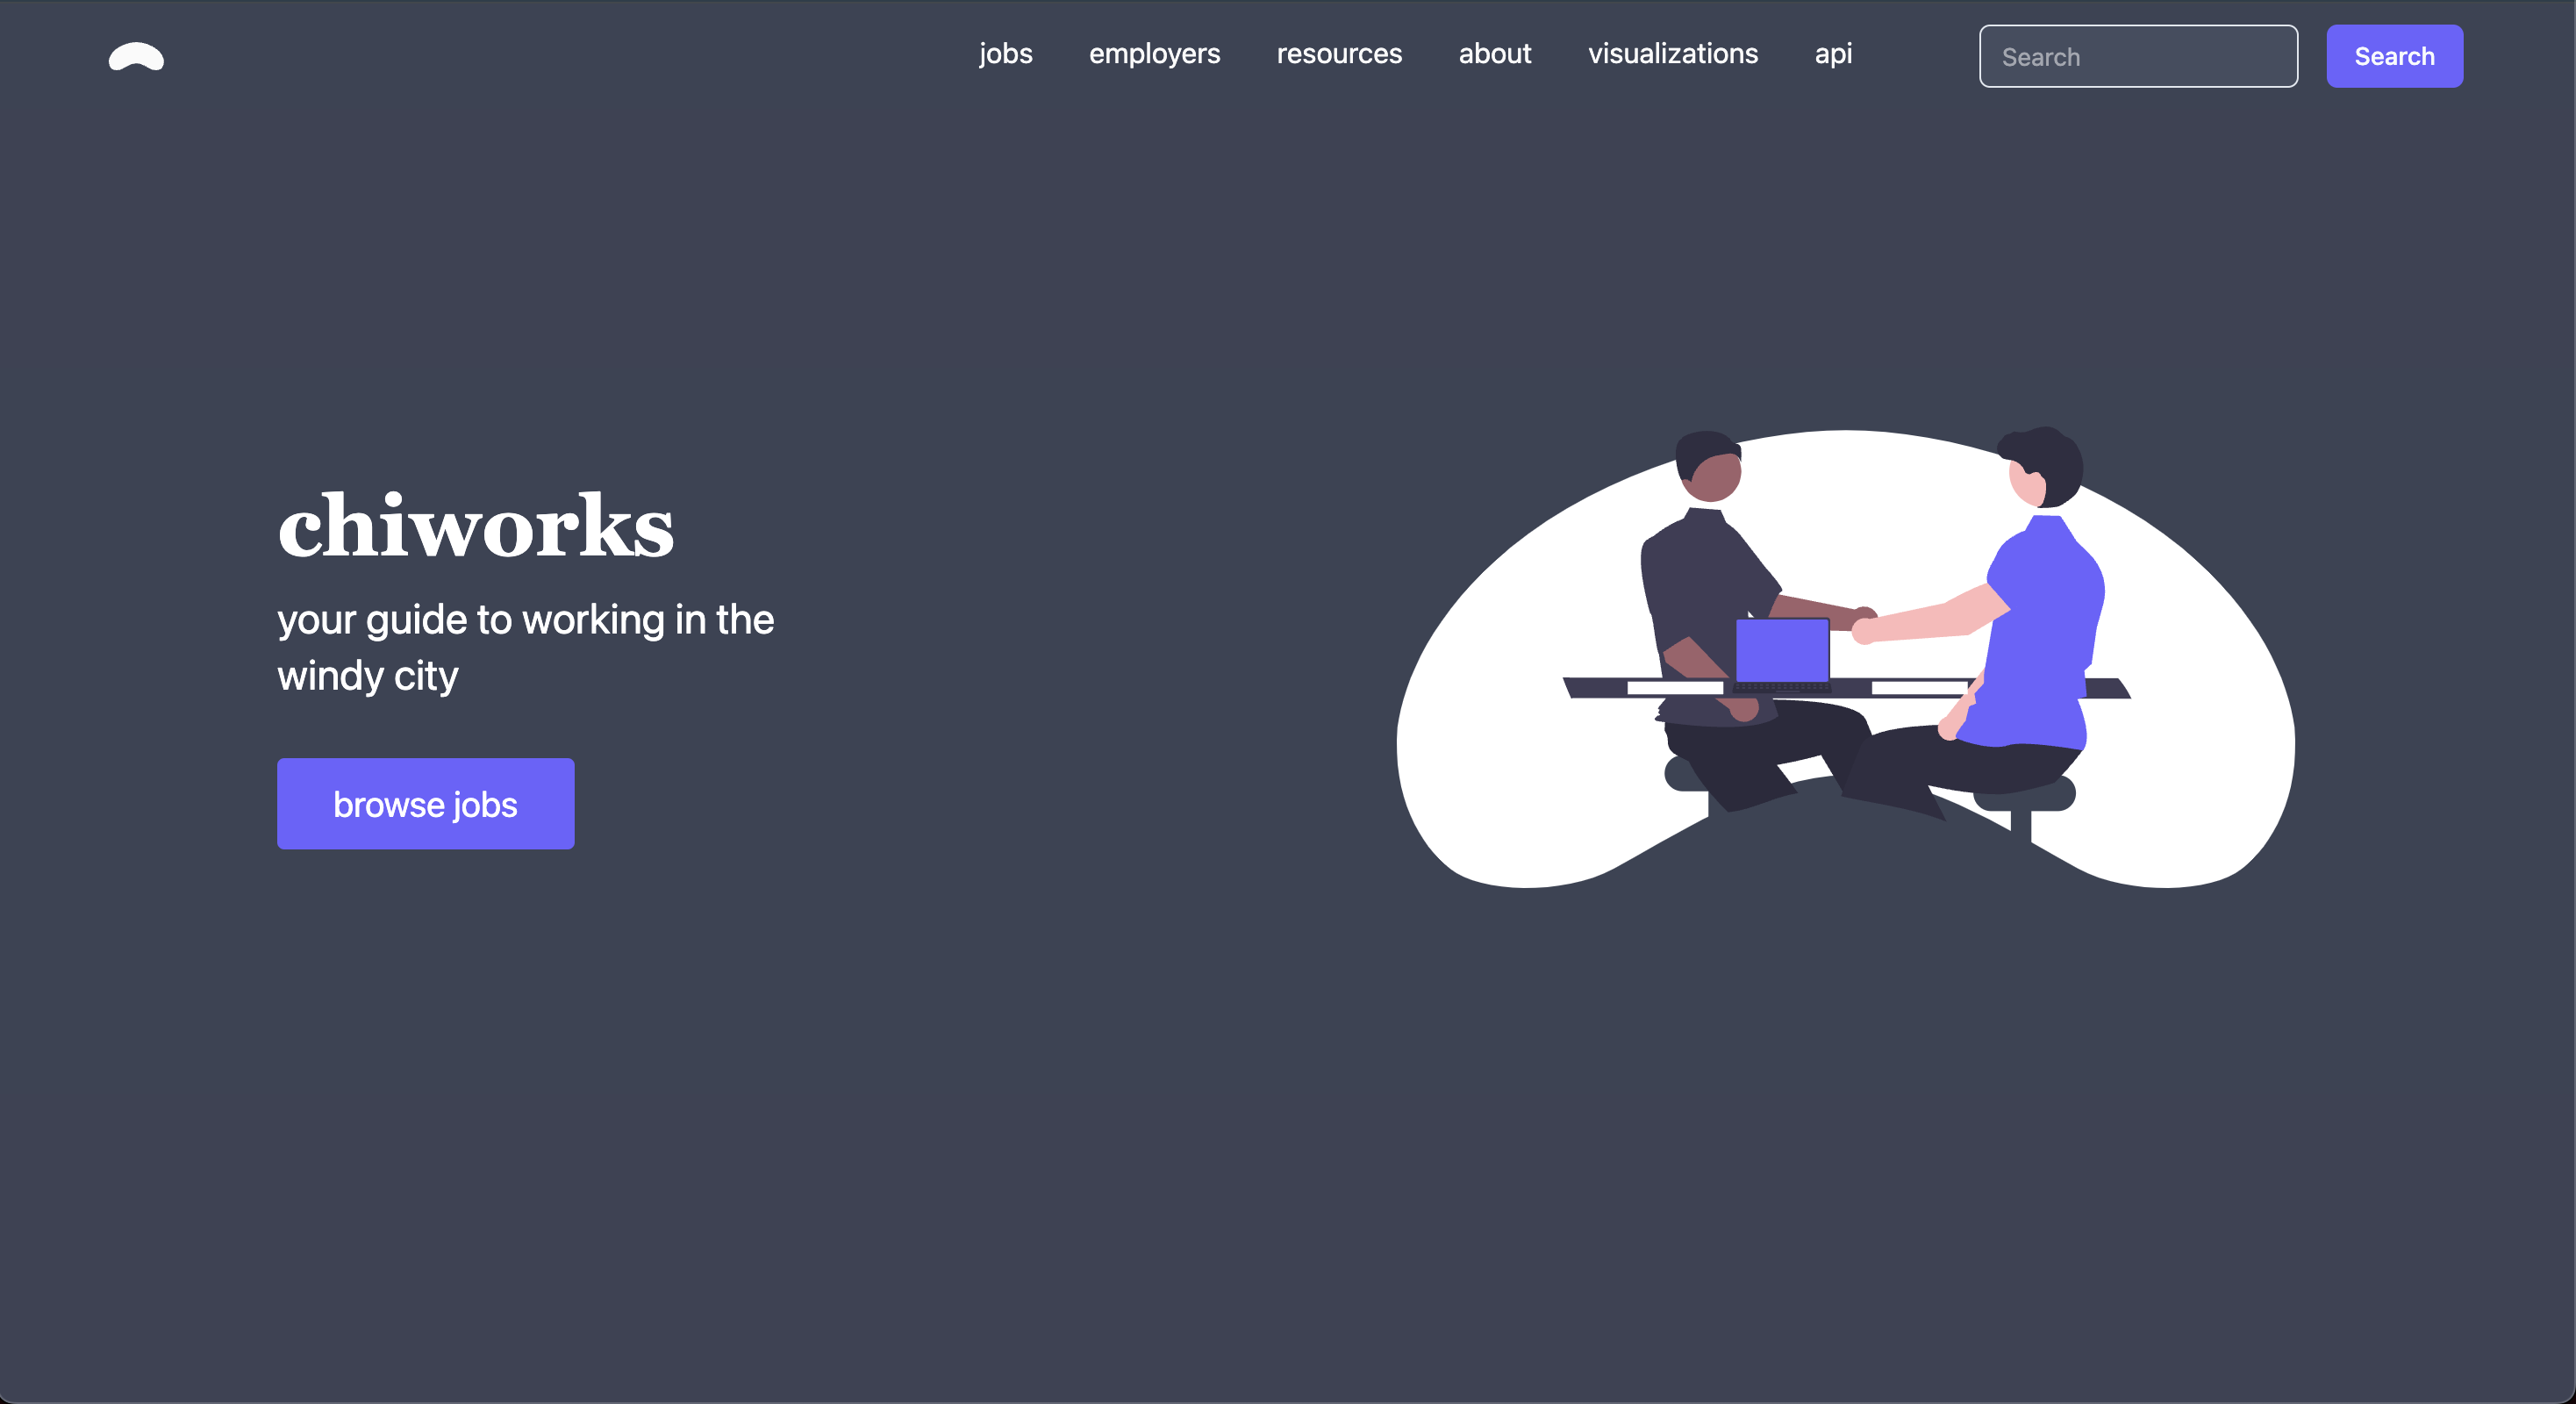 jobs employers resources about visualizations api Search Search
chiworks
your guide to working in the
windy city
browse jobs